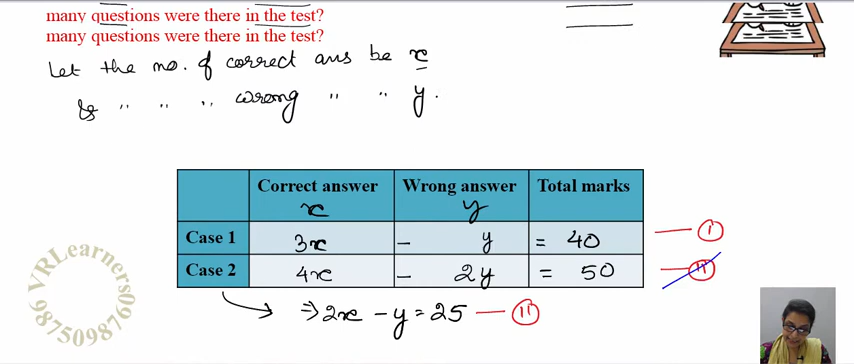 many questions were there in the test?
many questions were there in the test?
Let the no. of correct ans be x
& " " " wrong " " y.
Correct answer Wrong answer Total marks
x y
Case 1 3x - y = 40 — (i)
Case 2 4x - 2y = 50 — (ii)
⇒ 2x - y = 25 — (ii)
VRLearners
9875098760